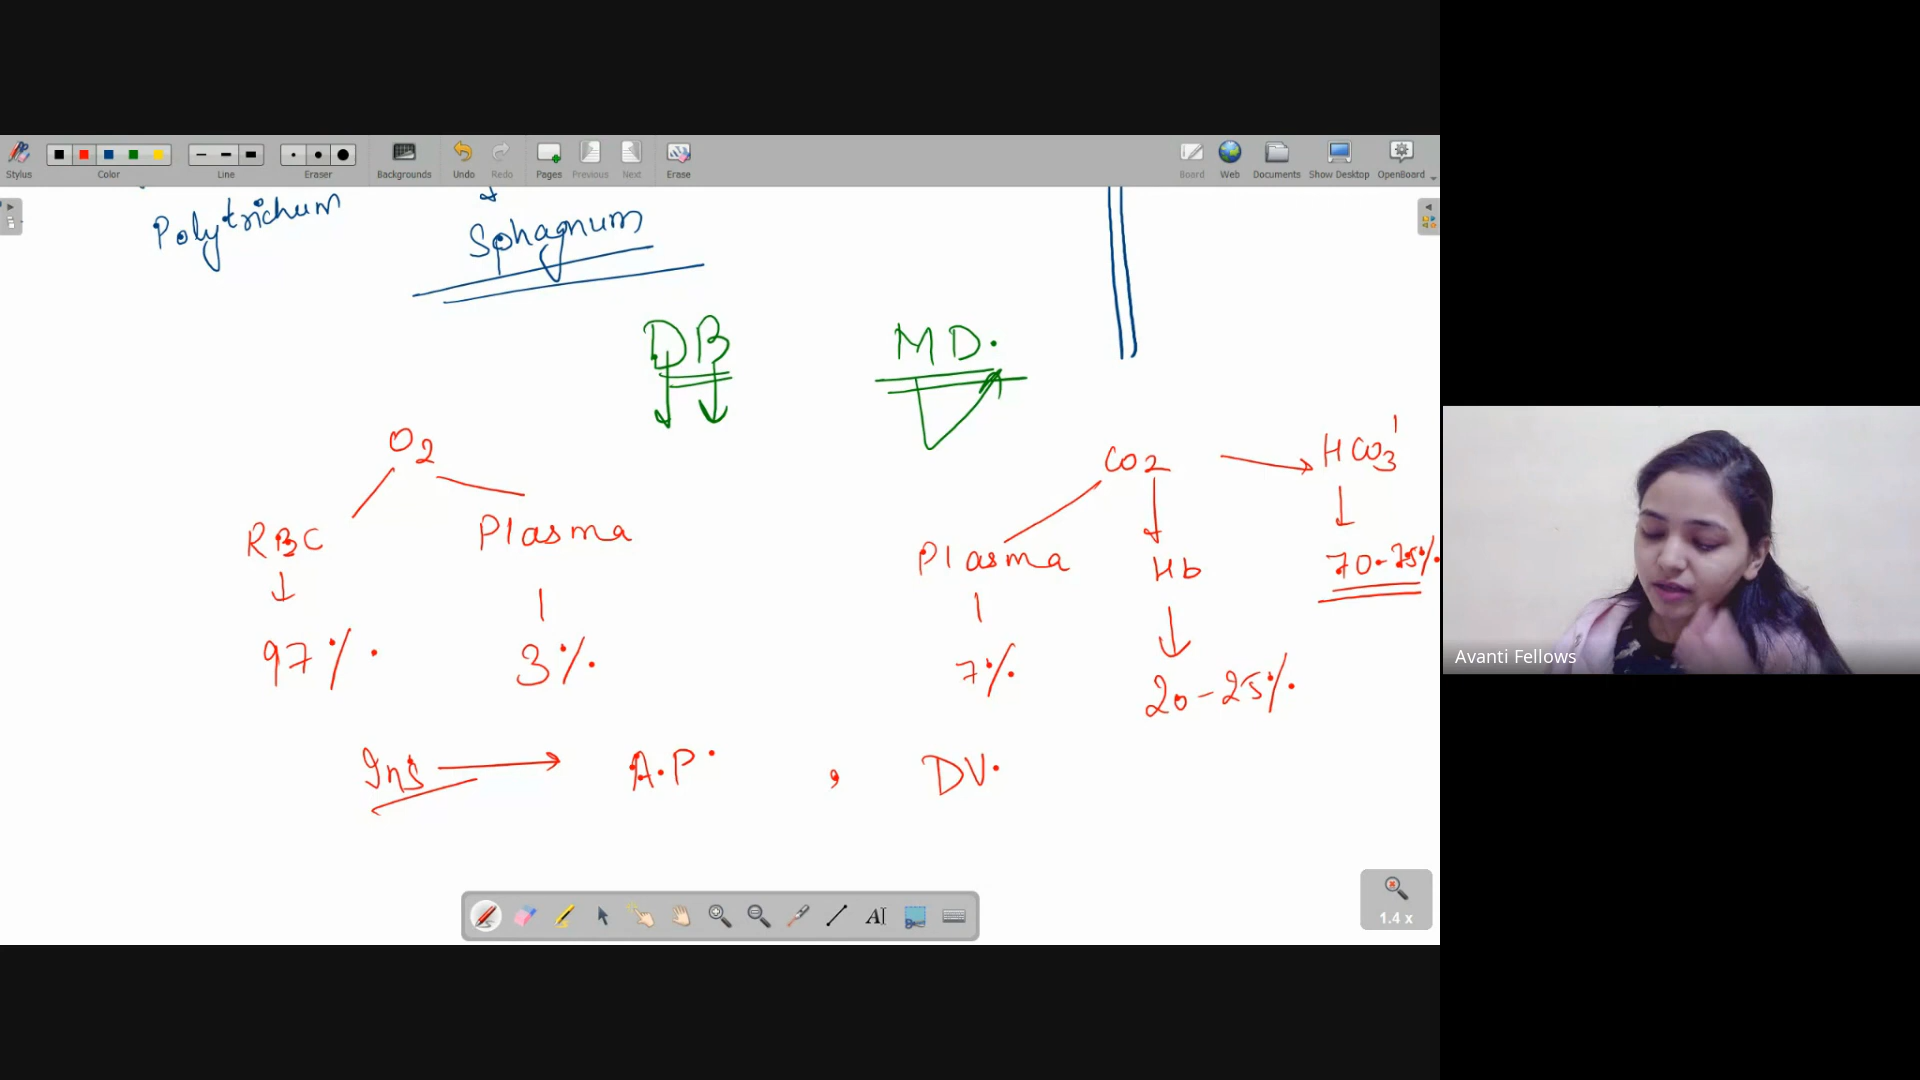 Stylus Color Line Eraser Backgrounds Undo Redo Pages Previous Next Erase Board Web Documents Show Desktop OpenBoard
Polytrichum
Sphagnum
DB MD.
O2 CO2 HCO3'
RBC Plasma Plasma Hb 70-75%
97% 3% 7% 20-25%
Ins A.P. , DV.
Avanti Fellows
AI
1.4 x